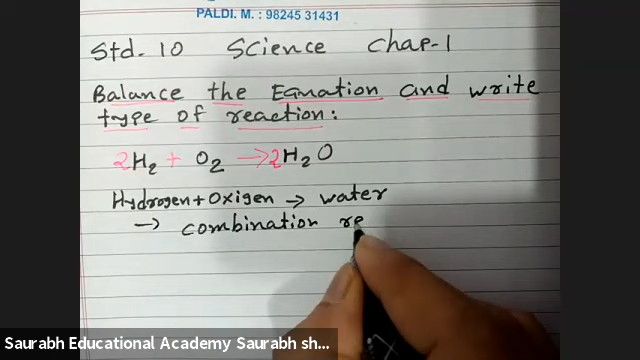 PALDI. M. : 98245 31431
Std. 10 Science Chap-1
Balance the Equation and write
type of reaction:
2H₂ + O₂ → 2H₂O
Hydrogen + Oxigen → water
→ combination re
Saurabh Educational Academy Saurabh sh...